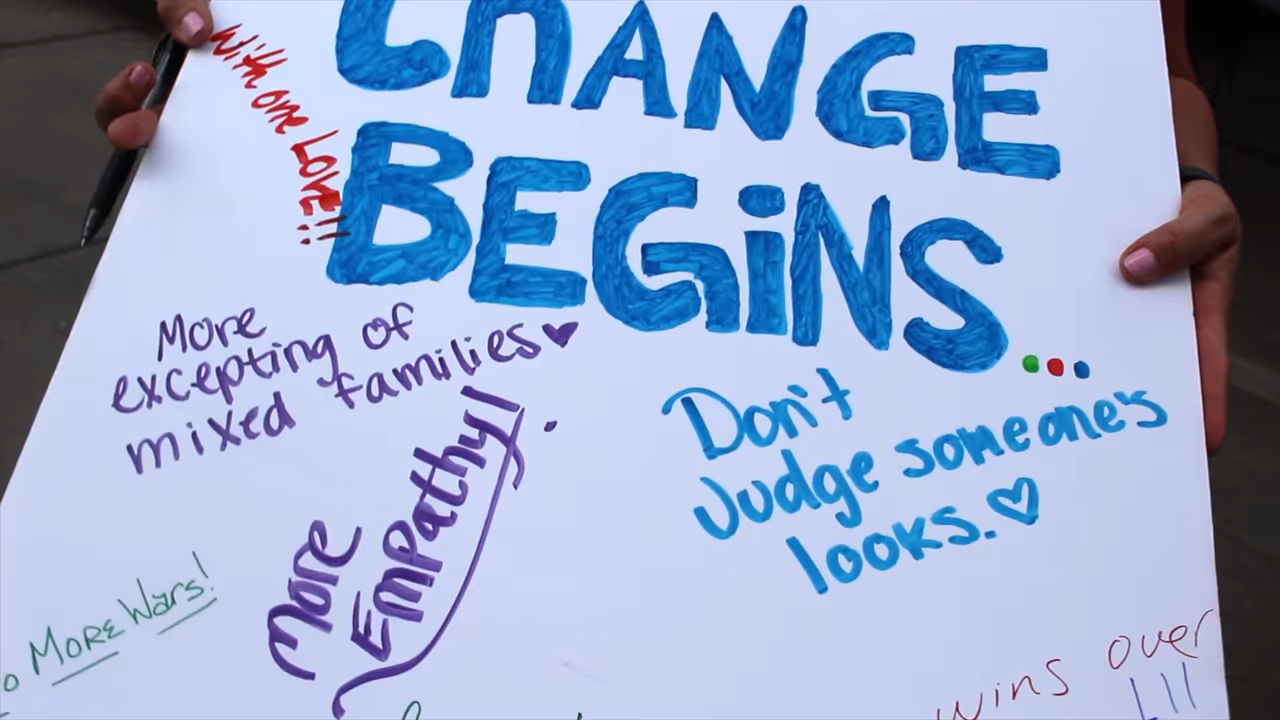 CHANGE
BEGINS...
With one Love!!
More
excepting of
mixed families
More
Empathy!
Don't
Judge someone's
looks.
More Wars!
wins over